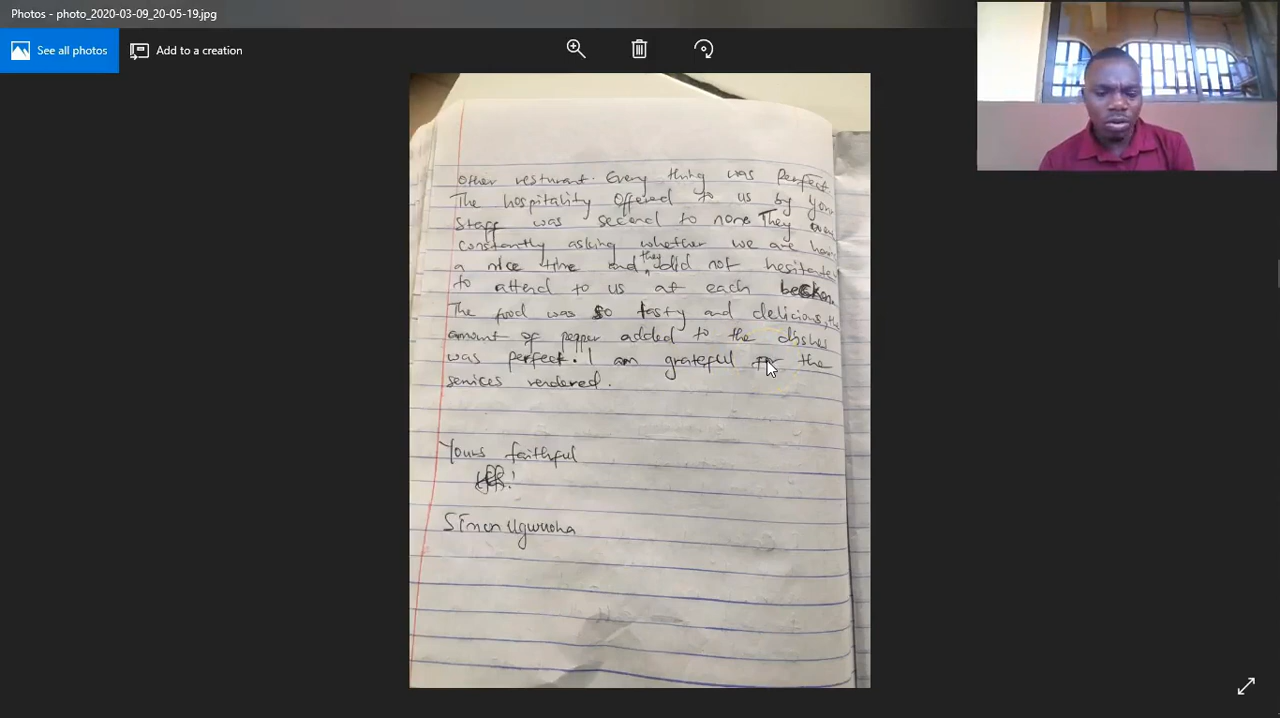 Photos - photo_2020-03-09_20-05-19.jpg
See all photos
Add to a creation
Other resturant. Every thing was Perfect.
The hospitality Offered to us by your
Staff was second to none They even
constantly asking whether we are having
a nice time and they did not hesitate
to attend to us at each beckon.
The food was so tasty and delicious, the
amount of pepper added to the dishes
was perfect. I am grateful for the
services rendered.
Yours faithful
Simon Ugwuoha